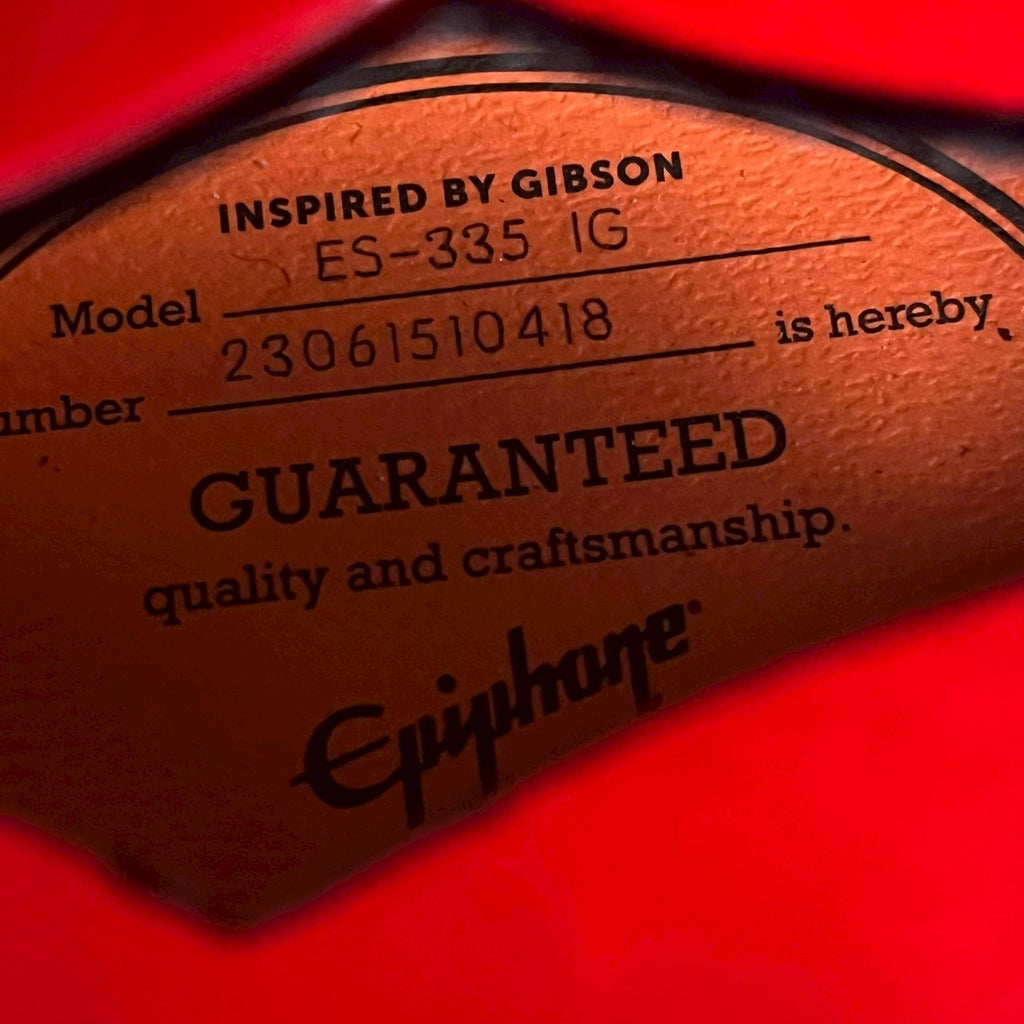 INSPIRED BY GIBSON
Model ES-335 IG
umber 23061510418 is hereby
GUARANTEED
quality and craftsmanship.
Epiphone